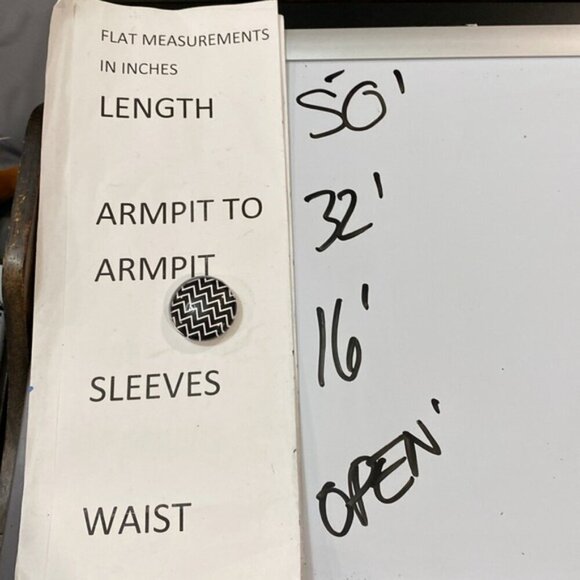 FLAT MEASUREMENTS
IN INCHES
LENGTH 50'
ARMPIT TO 32'
ARMPIT
SLEEVES 16'
WAIST OPEN'